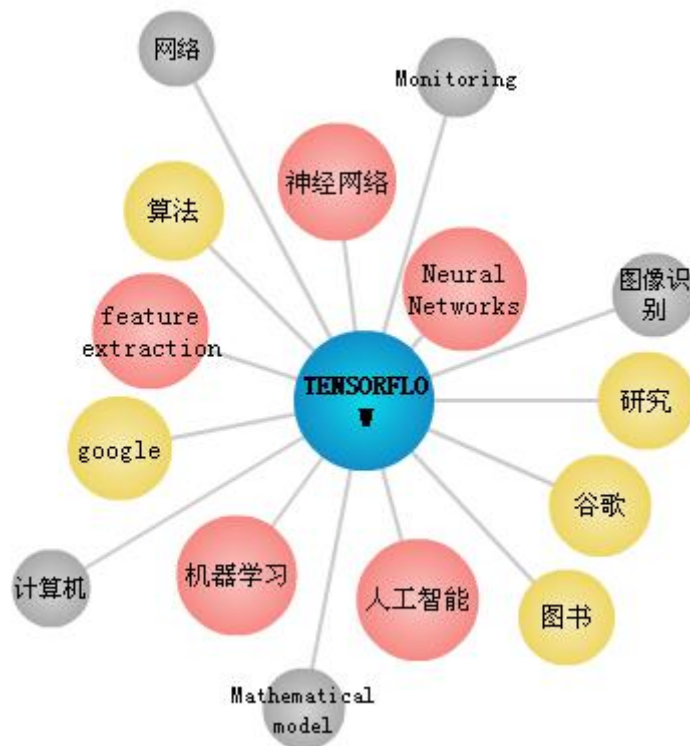 网络
Monitoring
神经网络
算法
Neural
Networks
图像识
别
feature
extraction
TENSORFLO
W
研究
google
谷歌
机器学习
人工智能
计算机
图书
Mathematical
model